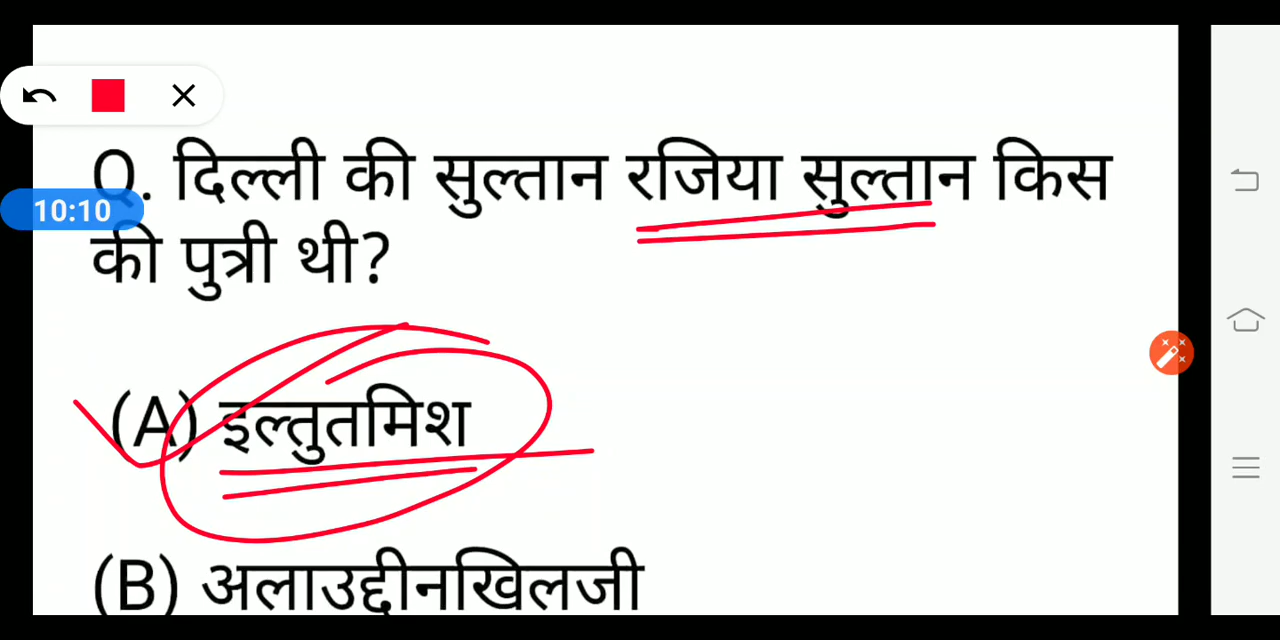 Q. दिल्ली की सुल्तान रजिया सुल्तान किस
10:10
की पुत्री थी?
(A) इल्तुतमिश
(B) अलाउद्दीनखिलजी